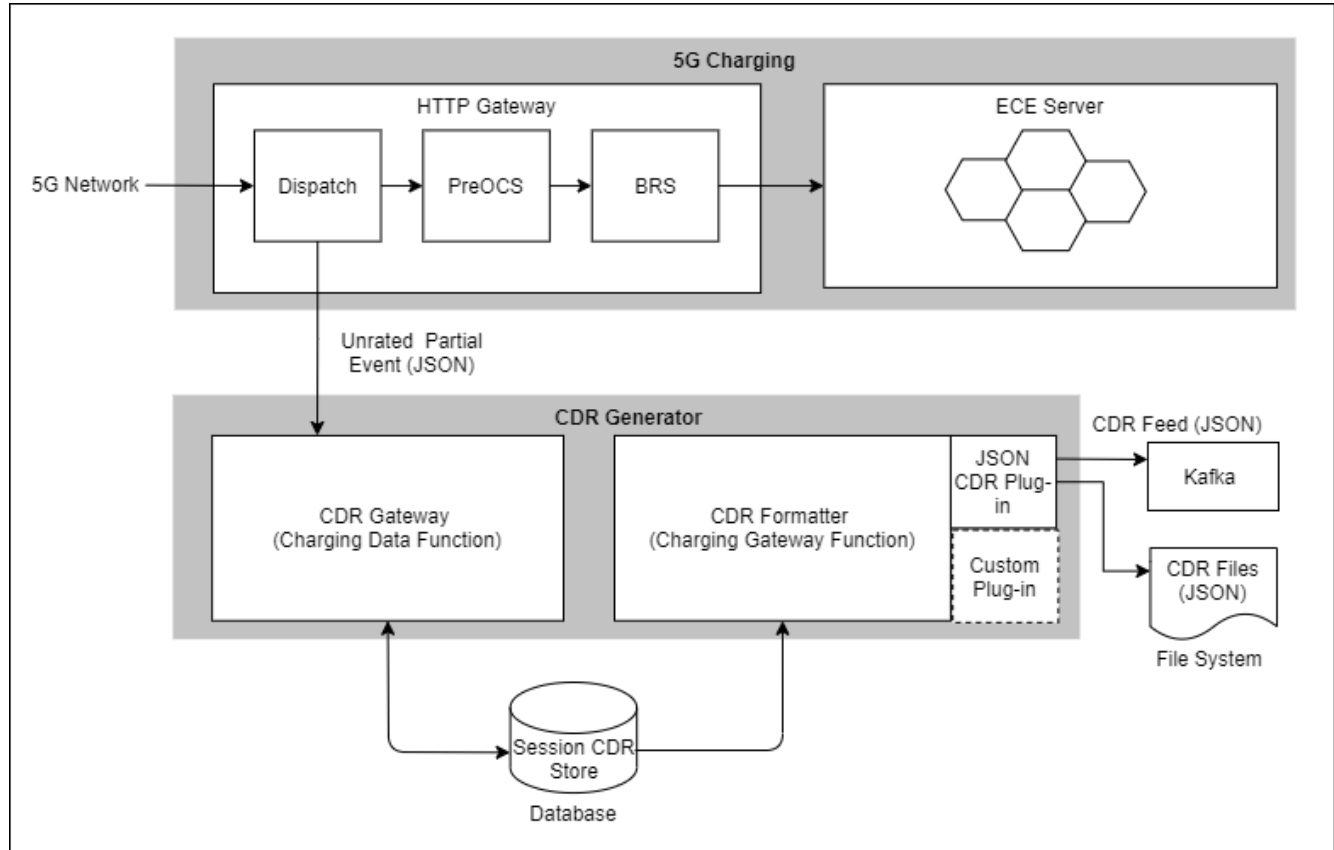 5G Charging
HTTP Gateway
ECE Server
5G Network
Dispatch
PreOCS
BRS
Unrated Partial
Event (JSON)
CDR Generator
CDR Gateway
(Charging Data Function)
CDR Formatter
(Charging Gateway Function)
JSON
CDR Plug-
in
Custom
Plug-in
CDR Feed (JSON)
Kafka
CDR Files
(JSON)
File System
Session CDR
Store
Database